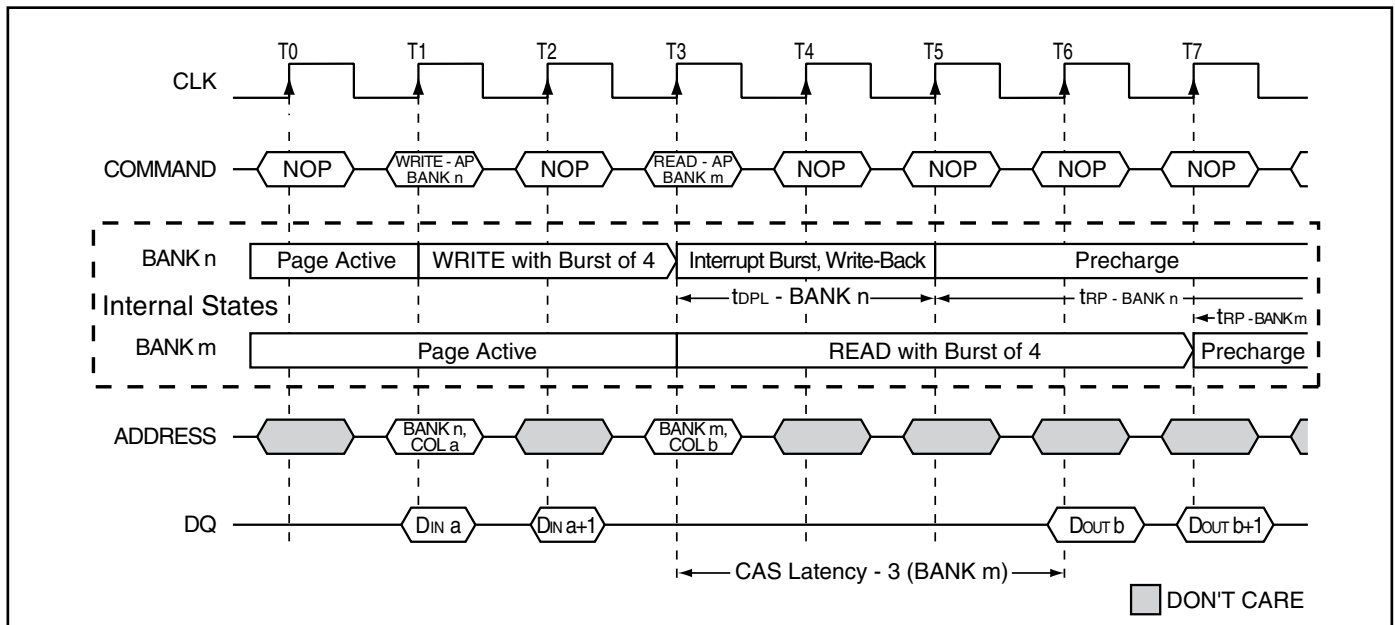 T0 T1 T2 T3 T4 T5 T6 T7
CLK
COMMAND NOP WRITE - AP BANK n NOP READ - AP BANK m NOP NOP NOP NOP
BANK n Page Active WRITE with Burst of 4 Interrupt Burst, Write-Back Precharge
tDPL - BANK n tRP - BANK n
Internal States
tRP - BANK m
BANK m Page Active READ with Burst of 4 Precharge
ADDRESS BANK n, COL a BANK m, COL b
DQ DIN a DIN a+1 DOUT b DOUT b+1
CAS Latency - 3 (BANK m)
DON'T CARE